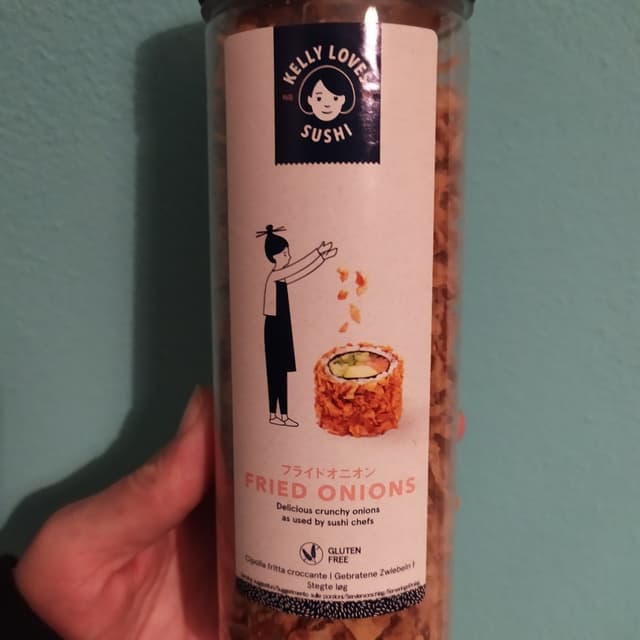 KELLY LOVES
SUSHI
フライドオニオン
FRIED ONIONS
Delicious crunchy onions
as used by sushi chefs
GLUTEN
FREE
Cipolla fritta croccante | Gebratene Zwiebeln |
Stegte løg